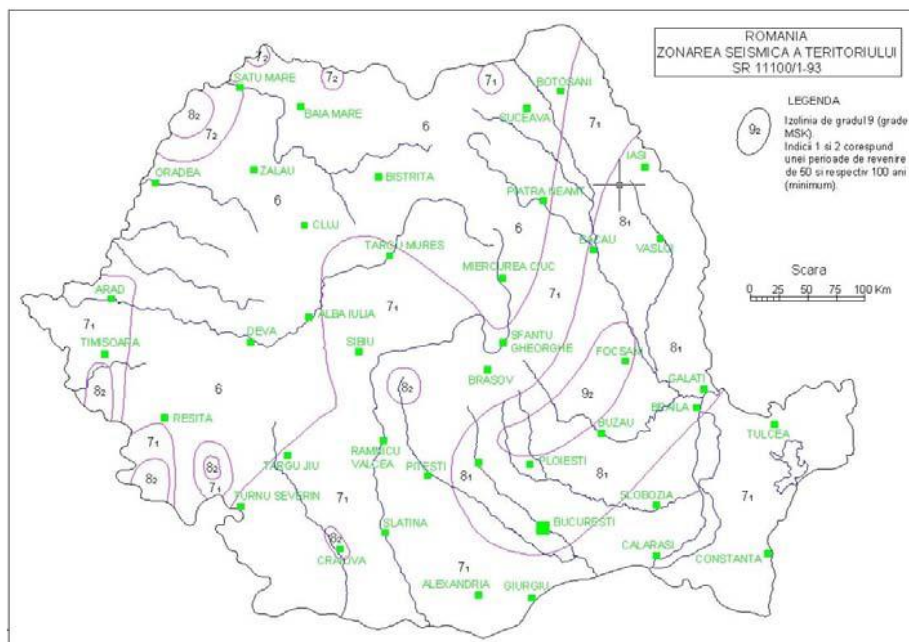 ROMANIA
ZONAREA SEISMICA A TERITORIULUI
SR 11100/1-93
LEGENDA
9₂
Izolinia de gradul 9 (grade
MSK).
Indicii 1 si 2 corespund
unei perioade de revenire
de 50 si respectiv 100 ani
(minimum).
Scara
0 25 50 100 Km
7₂
SATU MARE
7₂
7₁
BOTOSANI
8₂
BAIA MARE
SUCEAVA
7₂
6
7₁
IASI
ORADEA
ZALAU
BISTRITA
PIATRA NEAMT
6
CLUJ
6
8₁
TARGU MURES
BACAU
VASLUI
MIERCUREA CIUC
ARAD
7₁
7₁
7₁
ALBA IULIA
TIMISOARA
DEVA
SIBIU
SFANTU
GHEORGHE
FOCSANI
8₁
BRASOV
8₂
8₂
GALATI
6
9₂
BRAILA
RESITA
BUZAU
TULCEA
7₁
RAMNICU
VALCEA
8₂
TARGU JIU
PITESTI
8₁
PLOIESTI
8₁
8₂
7₁
TURNU SEVERIN
7₁
SLOBOZIA
7₁
BUCURESTI
SLATINA
8₂
CRAIOVA
CALARASI
CONSTANTA
7₁
ALEXANDRIA
GIURGIU